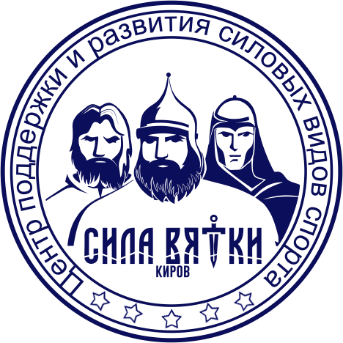 Центр поддержки и развития силовых видов спорта
СИЛА ВЯТКИ
КИРОВ